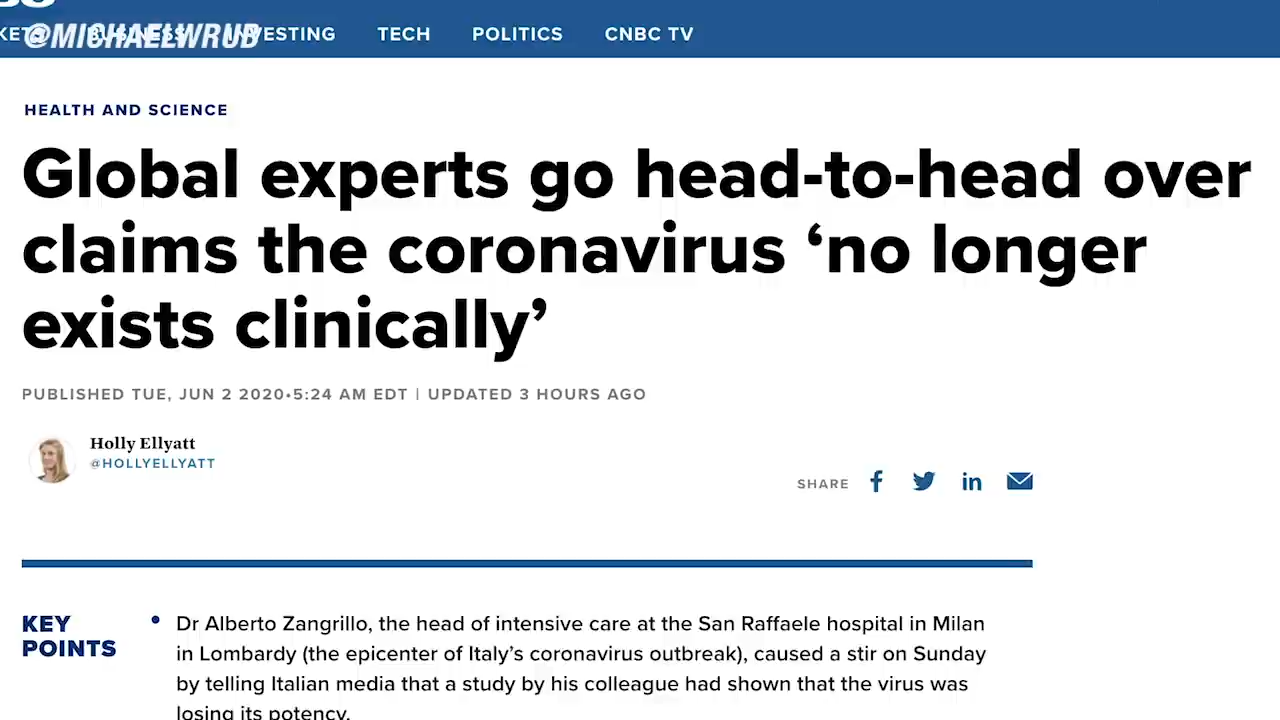 @MICHAELWRUB
BUSINESS INVESTING TECH POLITICS CNBC TV
HEALTH AND SCIENCE
Global experts go head-to-head over
claims the coronavirus ‘no longer
exists clinically’
PUBLISHED TUE, JUN 2 2020•5:24 AM EDT | UPDATED 3 HOURS AGO
Holly Ellyatt
@HOLLYELLYATT
SHARE
KEY
POINTS
• Dr Alberto Zangrillo, the head of intensive care at the San Raffaele hospital in Milan
in Lombardy (the epicenter of Italy’s coronavirus outbreak), caused a stir on Sunday
by telling Italian media that a study by his colleague had shown that the virus was
losing its potency.